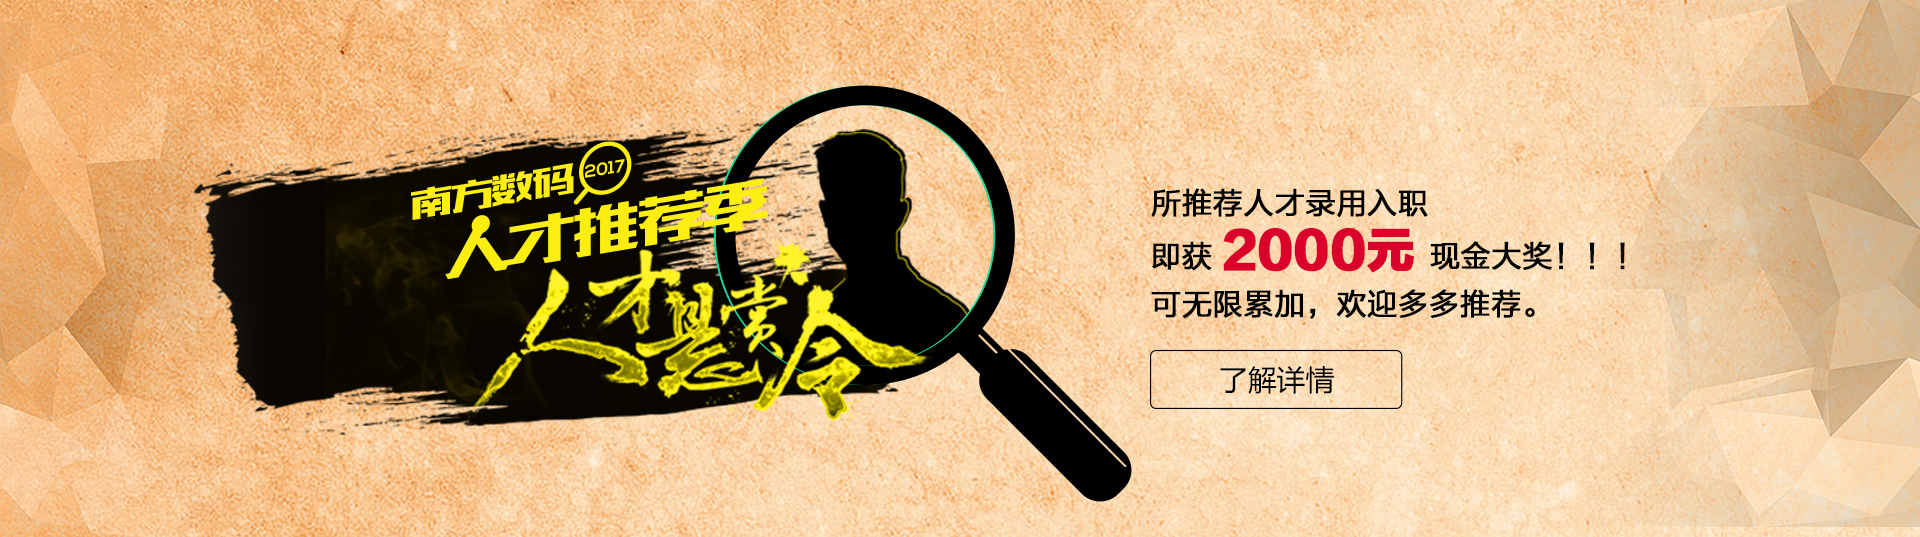 南方数码
2017
人才推荐季
人才悬赏令
所推荐人才录用入职
即获 2000元 现金大奖！！！
可无限累加，欢迎多多推荐。
了解详情